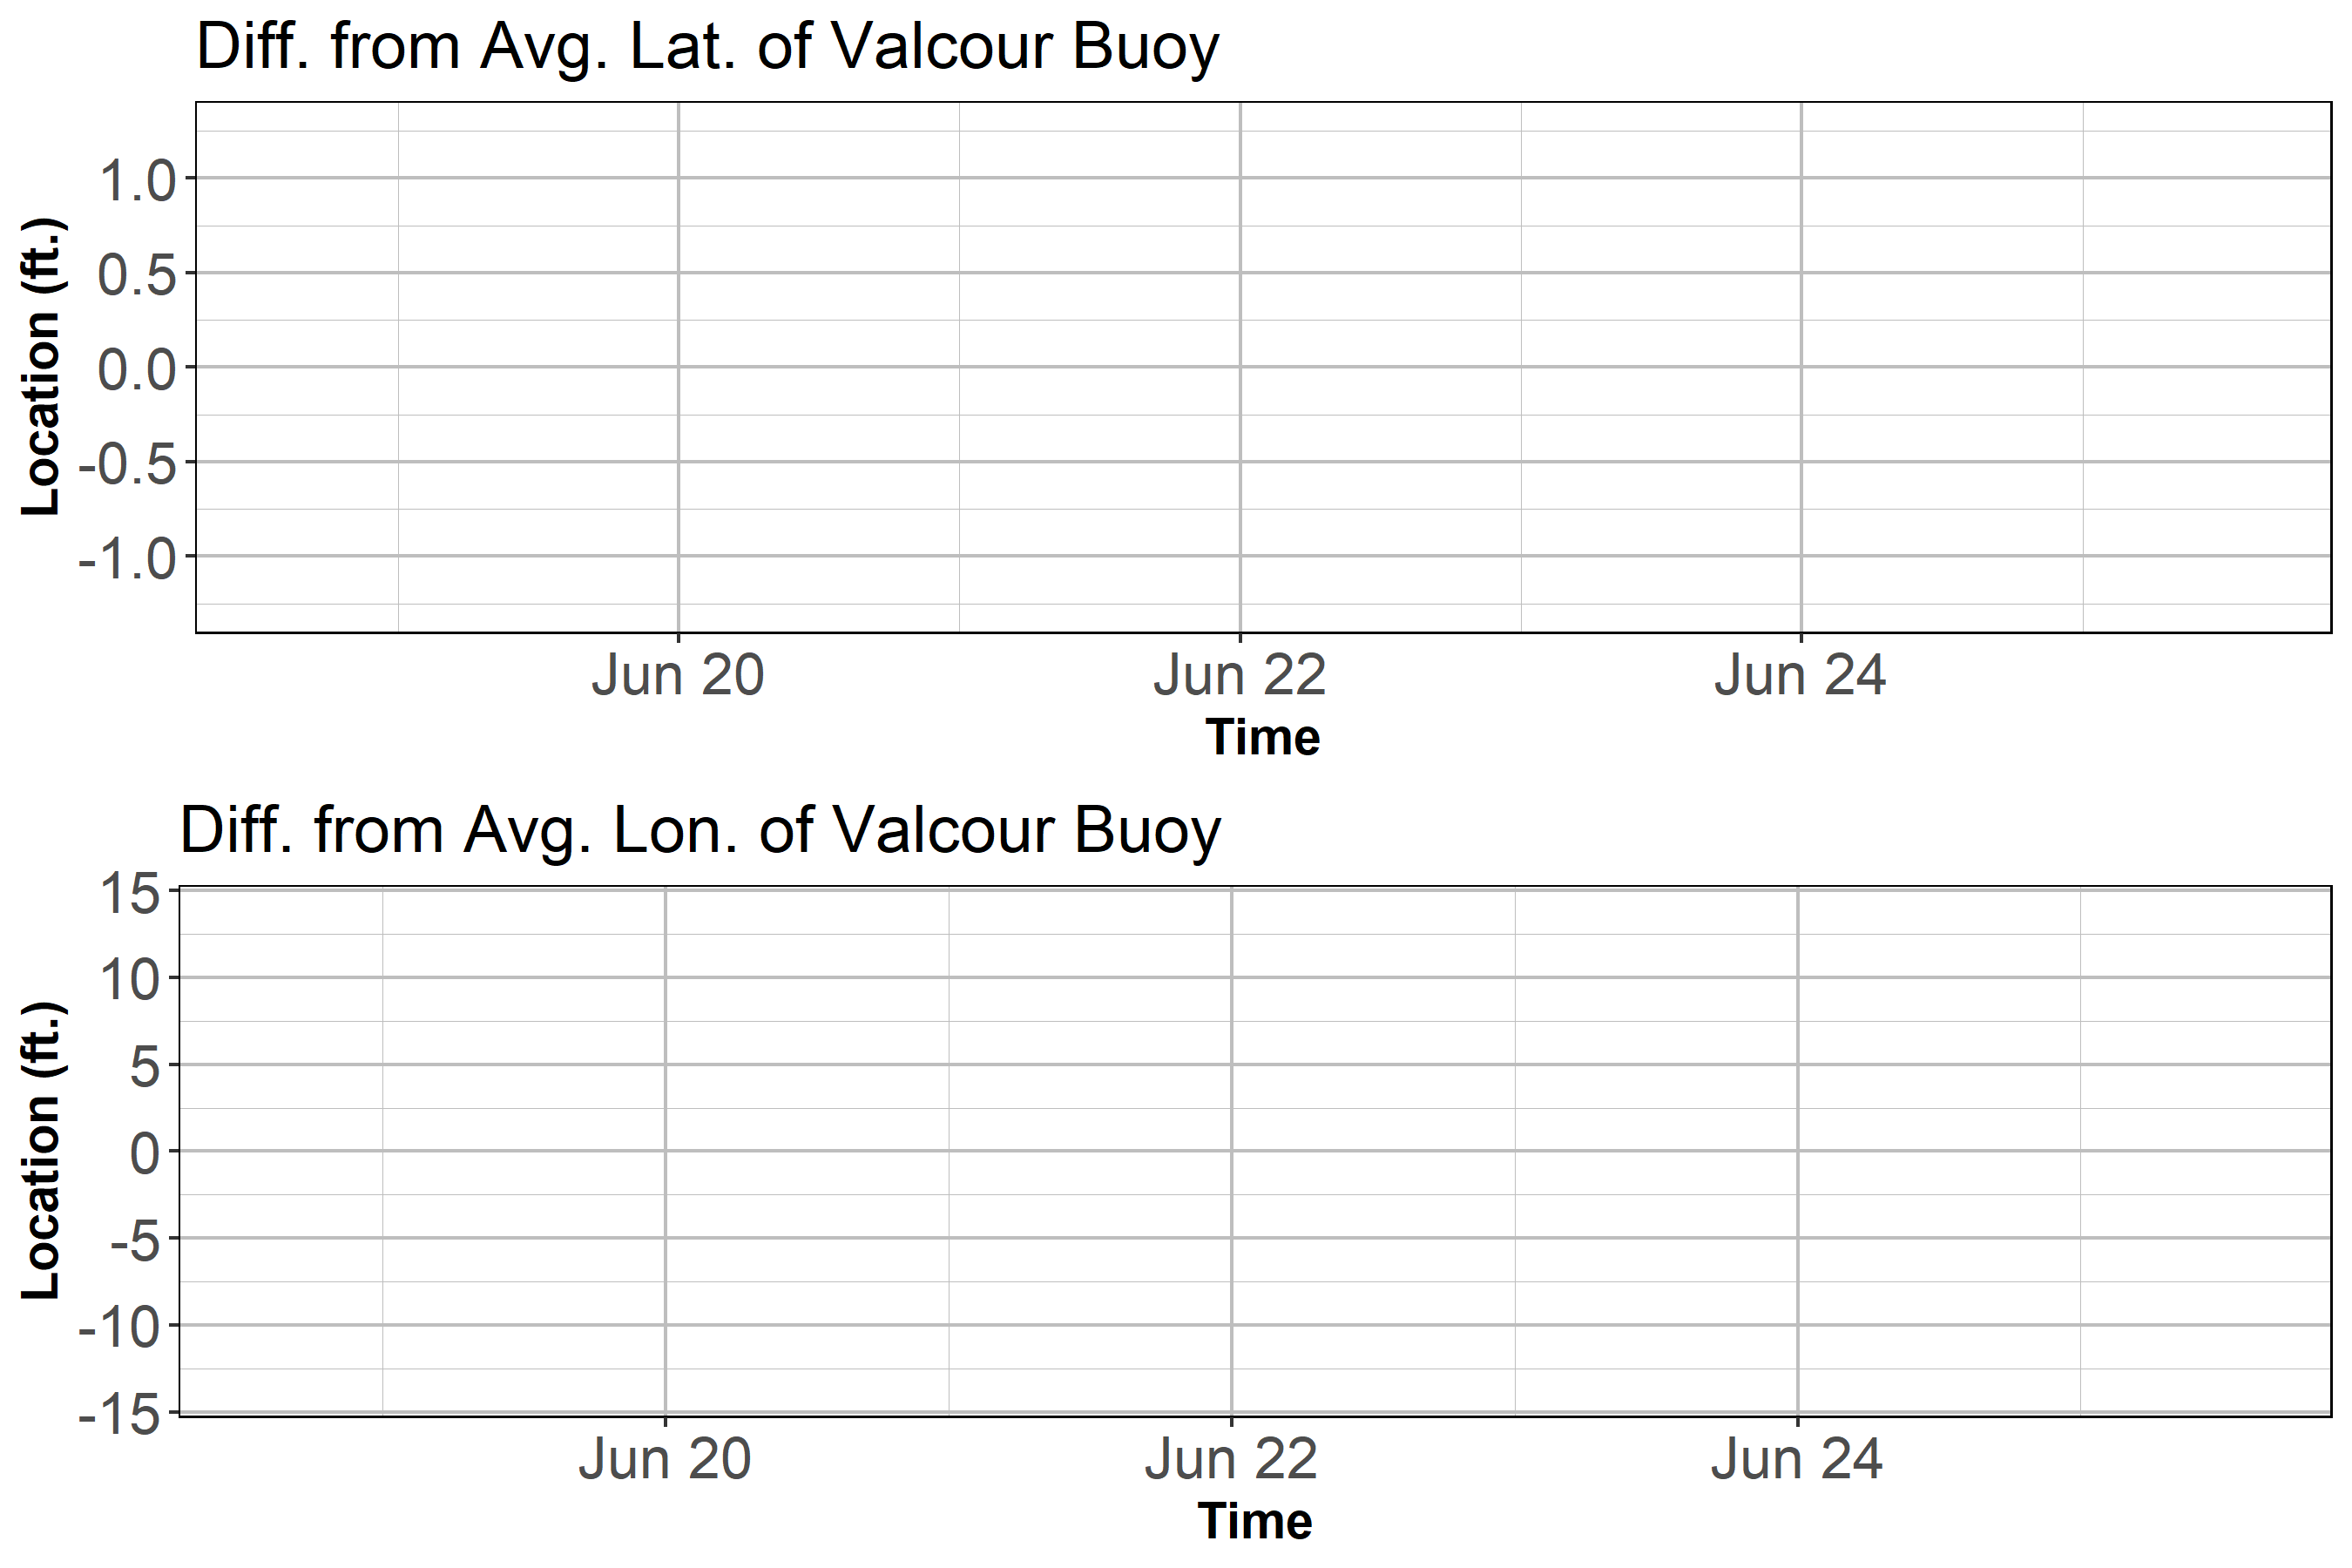 Diff. from Avg. Lat. of Valcour Buoy
Location (ft.)
1.0
0.5
0.0
-0.5
-1.0
Jun 20 Jun 22 Jun 24
Time
Diff. from Avg. Lon. of Valcour Buoy
Location (ft.)
15
10
5
0
-5
-10
-15
Jun 20 Jun 22 Jun 24
Time